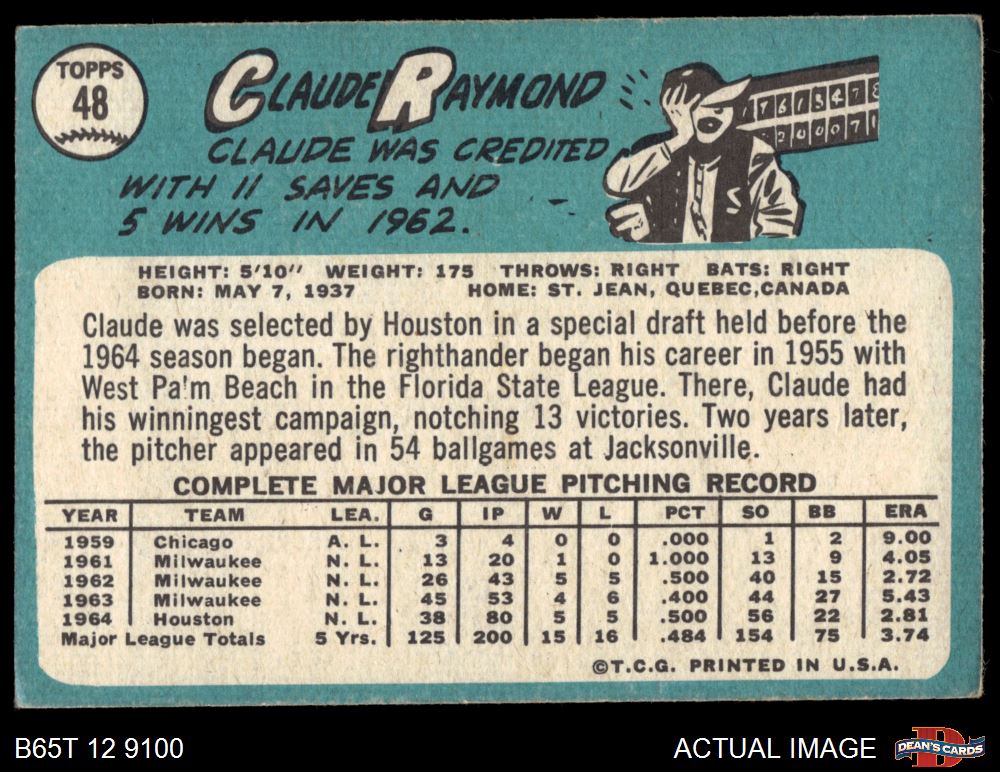 TOPPS
48
CLAUDE RAYMOND
CLAUDE WAS CREDITED
WITH 11 SAVES AND
5 WINS IN 1962.
HEIGHT: 5'10" WEIGHT: 175 THROWS: RIGHT BATS: RIGHT
BORN: MAY 7, 1937 HOME: ST. JEAN, QUEBEC, CANADA
Claude was selected by Houston in a special draft held before the
1964 season began. The righthander began his career in 1955 with
West Pa!m Beach in the Florida State League. There, Claude had
his winningest campaign, notching 13 victories. Two years later,
the pitcher appeared in 54 ballgames at Jacksonville.
COMPLETE MAJOR LEAGUE PITCHING RECORD
YEAR TEAM LEA. G IP W L PCT SO BB ERA
1959 Chicago A. L. 3 4 0 0 .000 1 2 9.00
1961 Milwaukee N. L. 13 20 1 0 1.000 13 9 4.05
1962 Milwaukee N. L. 26 43 5 5 .500 40 15 2.72
1963 Milwaukee N. L. 45 53 4 6 .400 44 27 5.43
1964 Houston N. L. 38 80 5 5 .500 56 22 2.81
Major League Totals 5 Yrs. 125 200 15 16 .484 154 75 3.74
©T.C.G. PRINTED IN U.S.A.
B65T 12 9100
ACTUAL IMAGE
DEAN'S CARDS